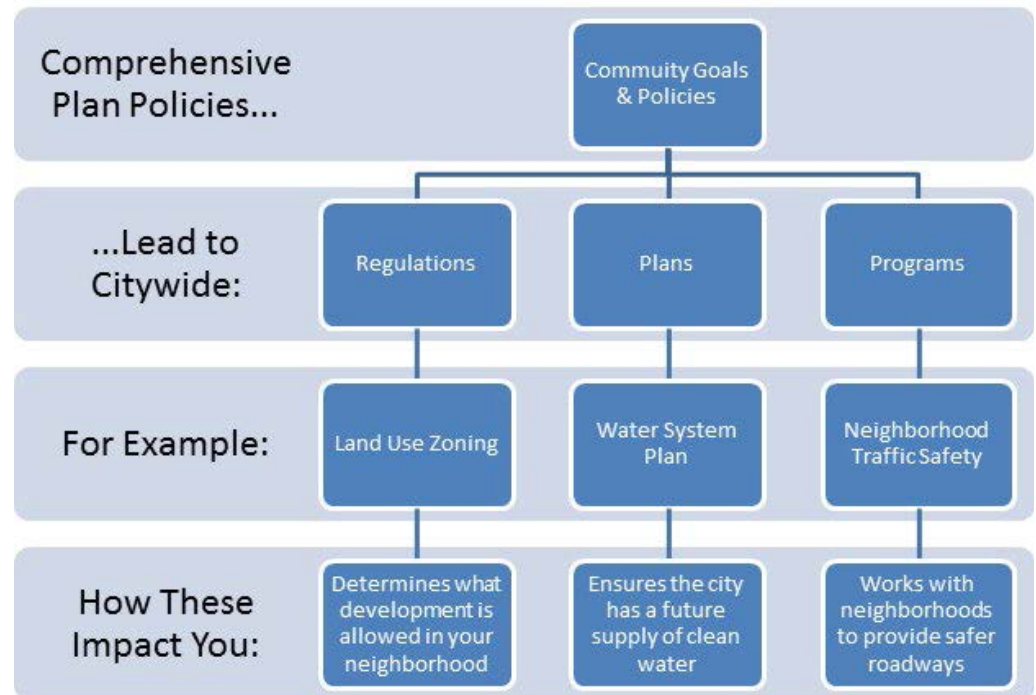 Comprehensive
Plan Policies...
Commuity Goals
& Policies
...Lead to
Citywide:
Regulations
Plans
Programs
For Example:
Land Use Zoning
Water System
Plan
Neighborhood
Traffic Safety
How These
Impact You:
Determines what
development is
allowed in your
neighborhood
Ensures the city
has a future
supply of clean
water
Works with
neighborhoods
to provide safer
roadways